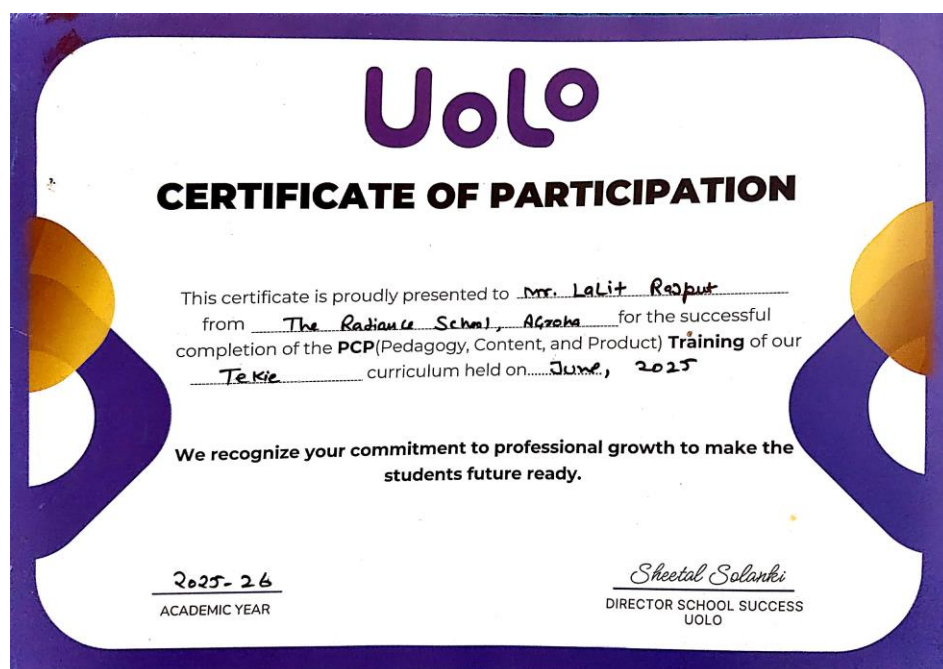 UoLo
CERTIFICATE OF PARTICIPATION
This certificate is proudly presented to Mr. Lalit Rajput
from The Radiance School, Agroha for the successful
completion of the PCP(Pedagogy, Content, and Product) Training of our
Tekie curriculum held on June, 2025
We recognize your commitment to professional growth to make the
students future ready.
2025-26
ACADEMIC YEAR
Sheetal Solanki
DIRECTOR SCHOOL SUCCESS
UOLO